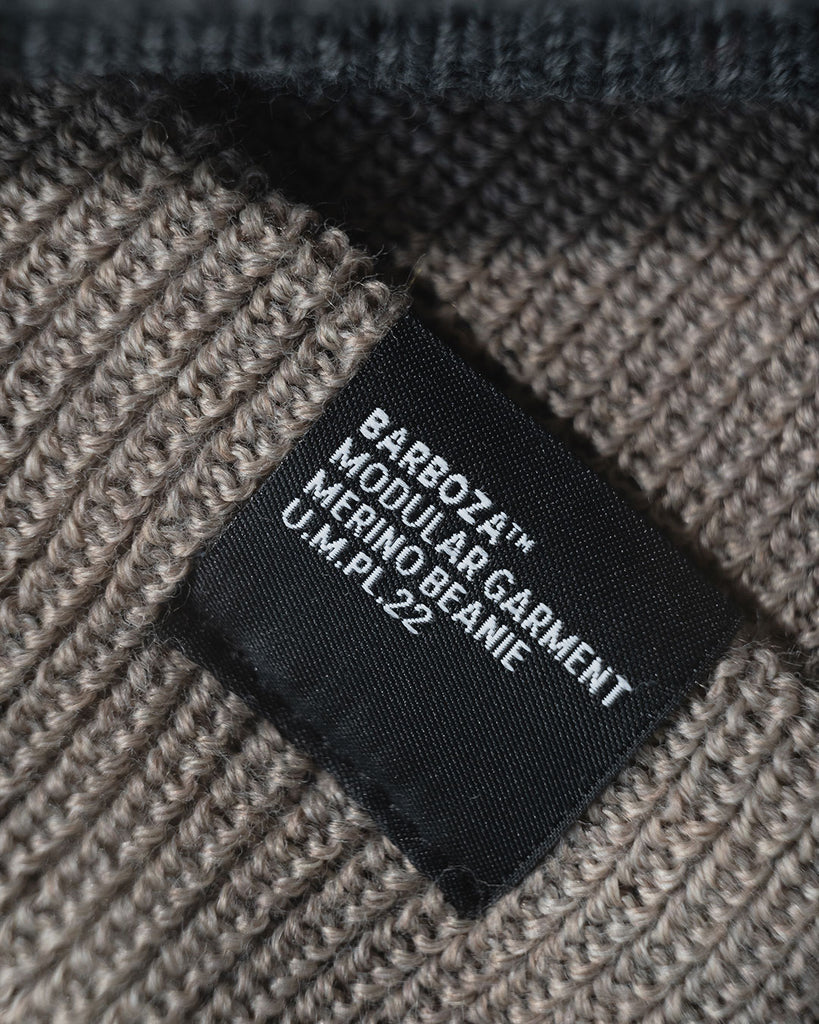 BARBOZA™
MODULAR GARMENT
MERINO BEANIE
U.M.PL.22